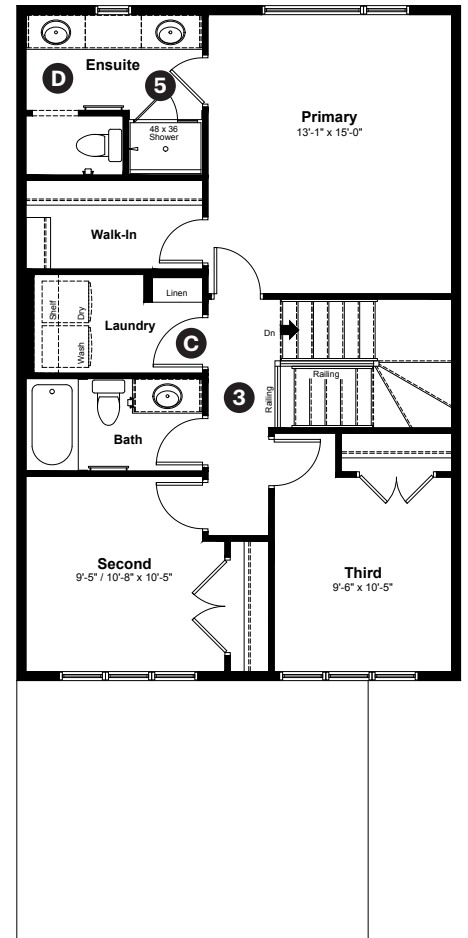 D
Ensuite
5
48 x 36
Shower
Primary
13'-1" x 15'-0"
Walk-In
Linen
Shelf
Dry
Wash
Laundry
C
Dn
3
Railing
Railing
Bath
Second
9'-5" / 10'-8" x 10'-5"
Third
9'-6" x 10'-5"